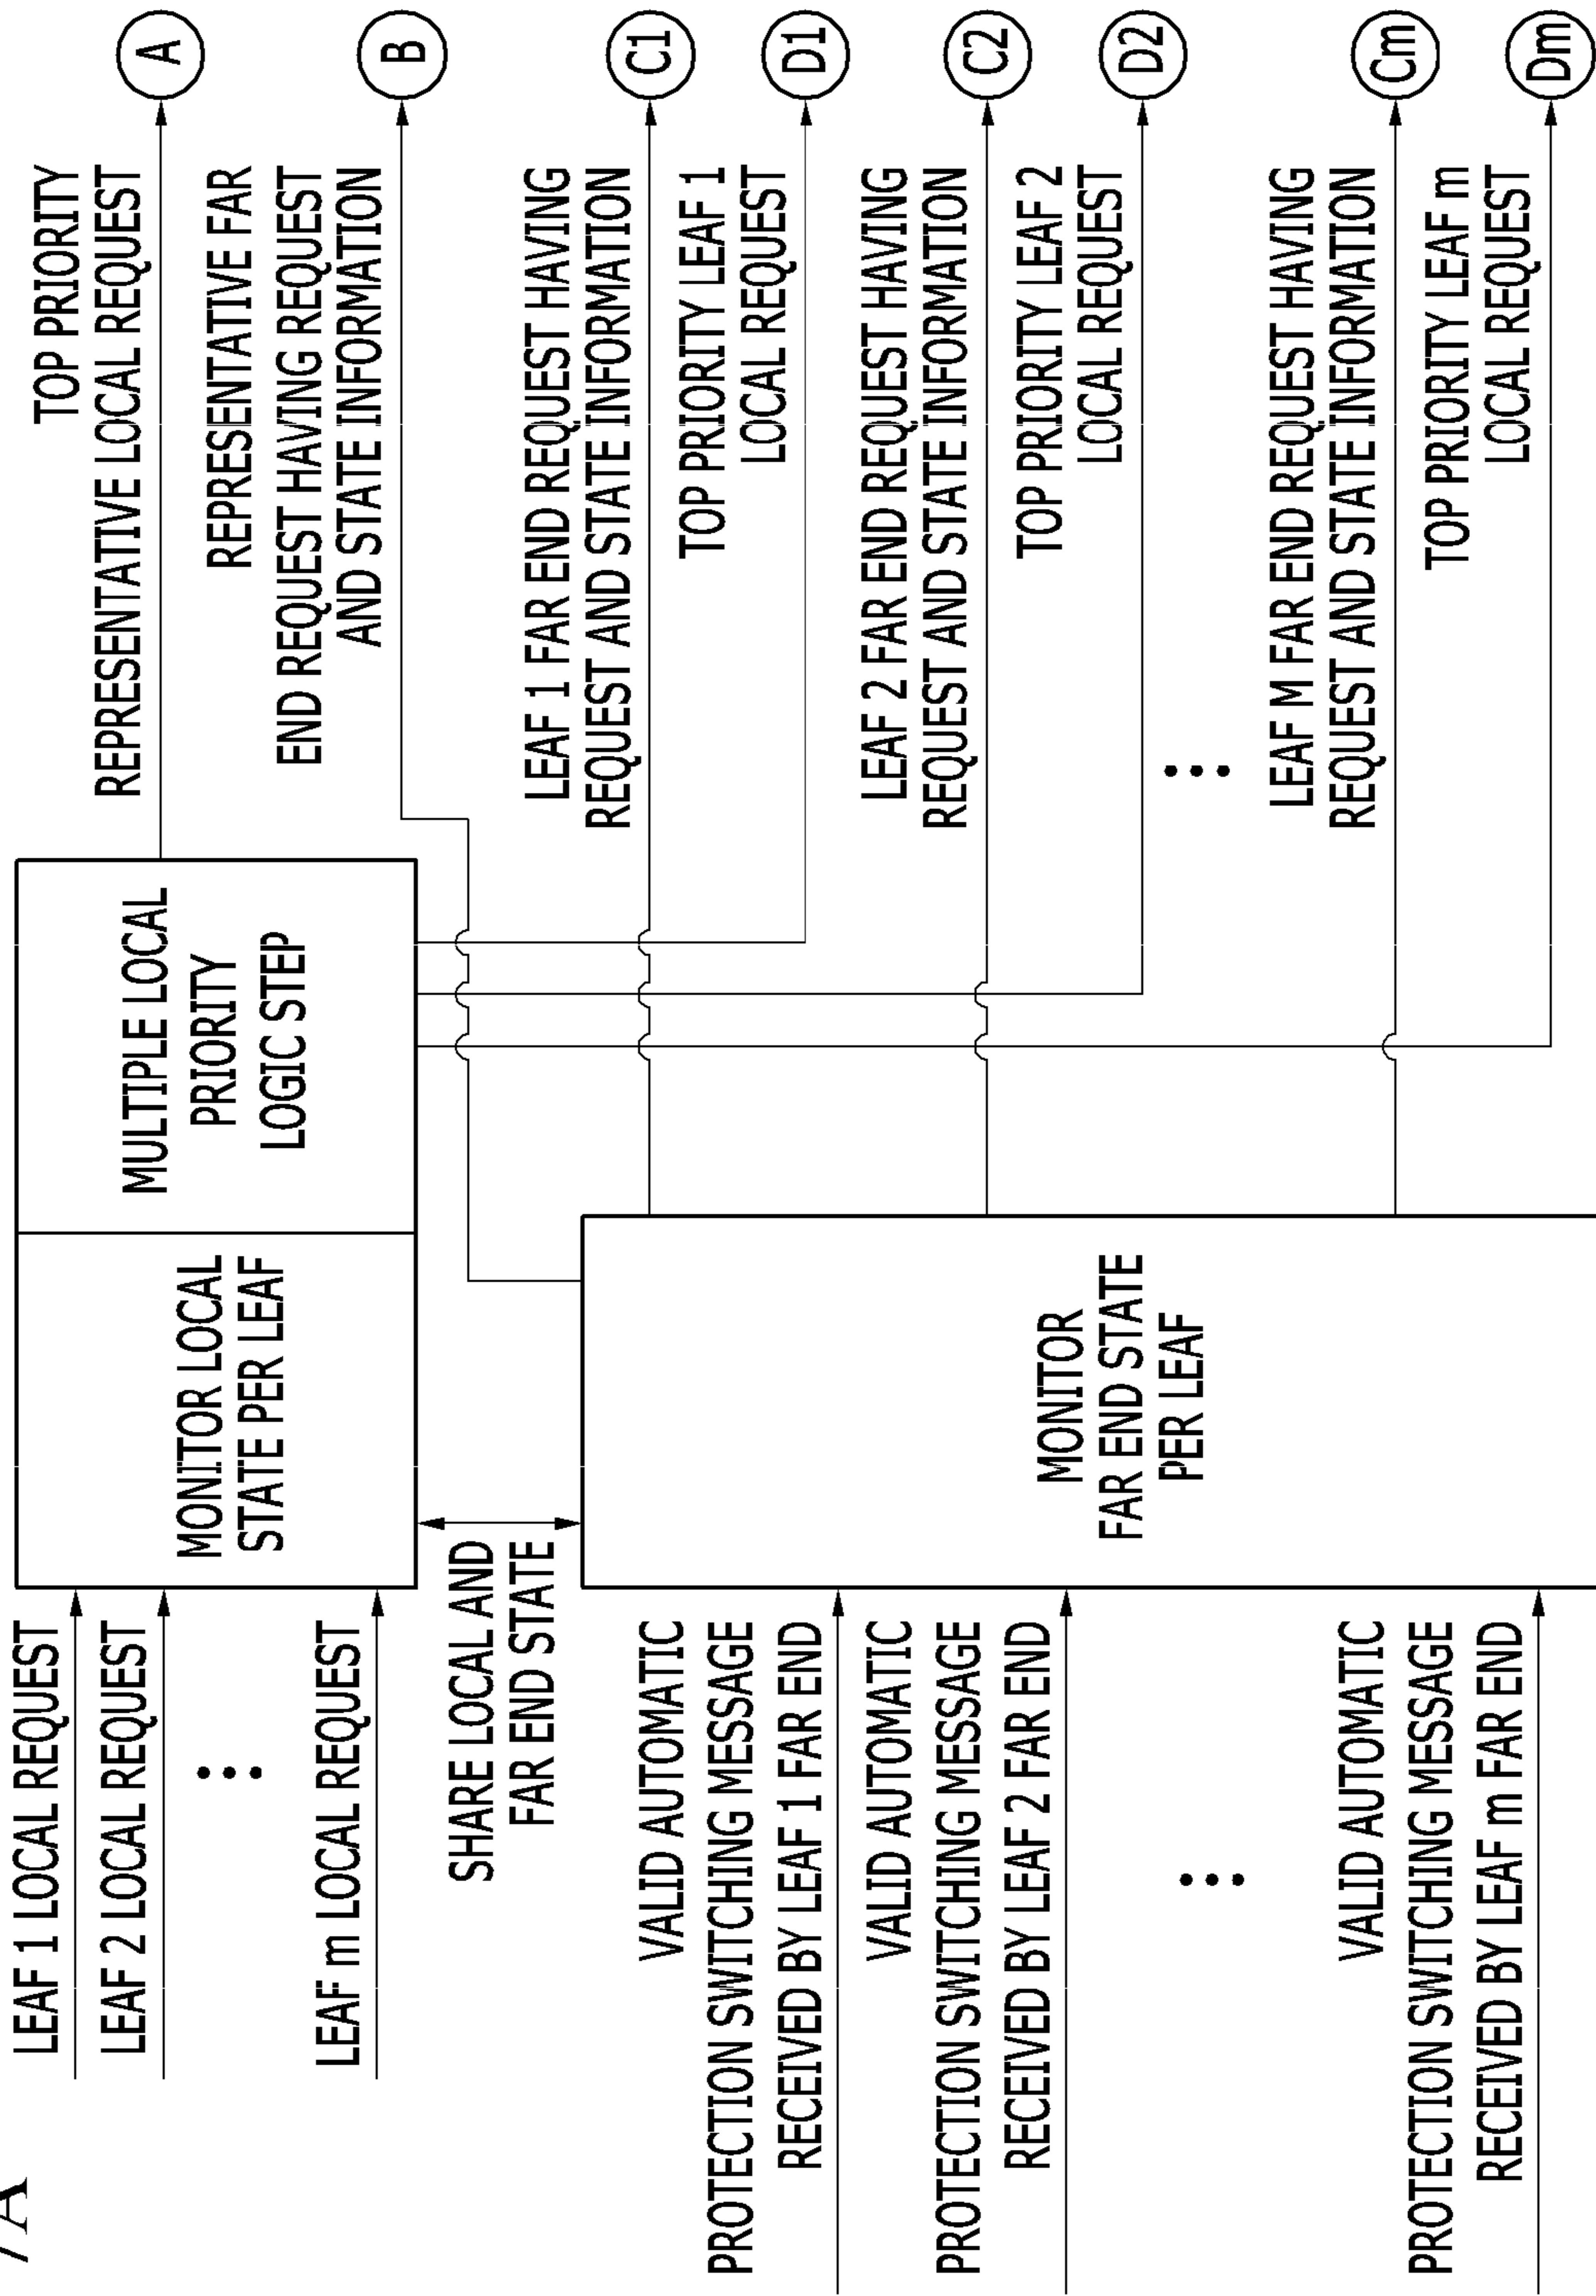 7A
LEAF 1 LOCAL REQUEST
LEAF 2 LOCAL REQUEST
LEAF m LOCAL REQUEST
MONITOR LOCAL
STATE PER LEAF
MULTIPLE LOCAL
PRIORITY
LOGIC STEP
TOP PRIORITY
REPRESENTATIVE LOCAL REQUEST
A
REPRESENTATIVE FAR
END REQUEST HAVING REQUEST
AND STATE INFORMATION
B
SHARE LOCAL AND
FAR END STATE
VALID AUTOMATIC
PROTECTION SWITCHING MESSAGE
RECEIVED BY LEAF 1 FAR END
VALID AUTOMATIC
PROTECTION SWITCHING MESSAGE
RECEIVED BY LEAF 2 FAR END
VALID AUTOMATIC
PROTECTION SWITCHING MESSAGE
RECEIVED BY LEAF m FAR END
MONITOR
FAR END STATE
PER LEAF
LEAF 1 FAR END REQUEST HAVING
REQUEST AND STATE INFORMATION
C1
TOP PRIORITY LEAF 1
LOCAL REQUEST
D1
LEAF 2 FAR END REQUEST HAVING
REQUEST AND STATE INFORMATION
C2
TOP PRIORITY LEAF 2
LOCAL REQUEST
D2
LEAF M FAR END REQUEST HAVING
REQUEST AND STATE INFORMATION
Cm
TOP PRIORITY LEAF m
LOCAL REQUEST
Dm